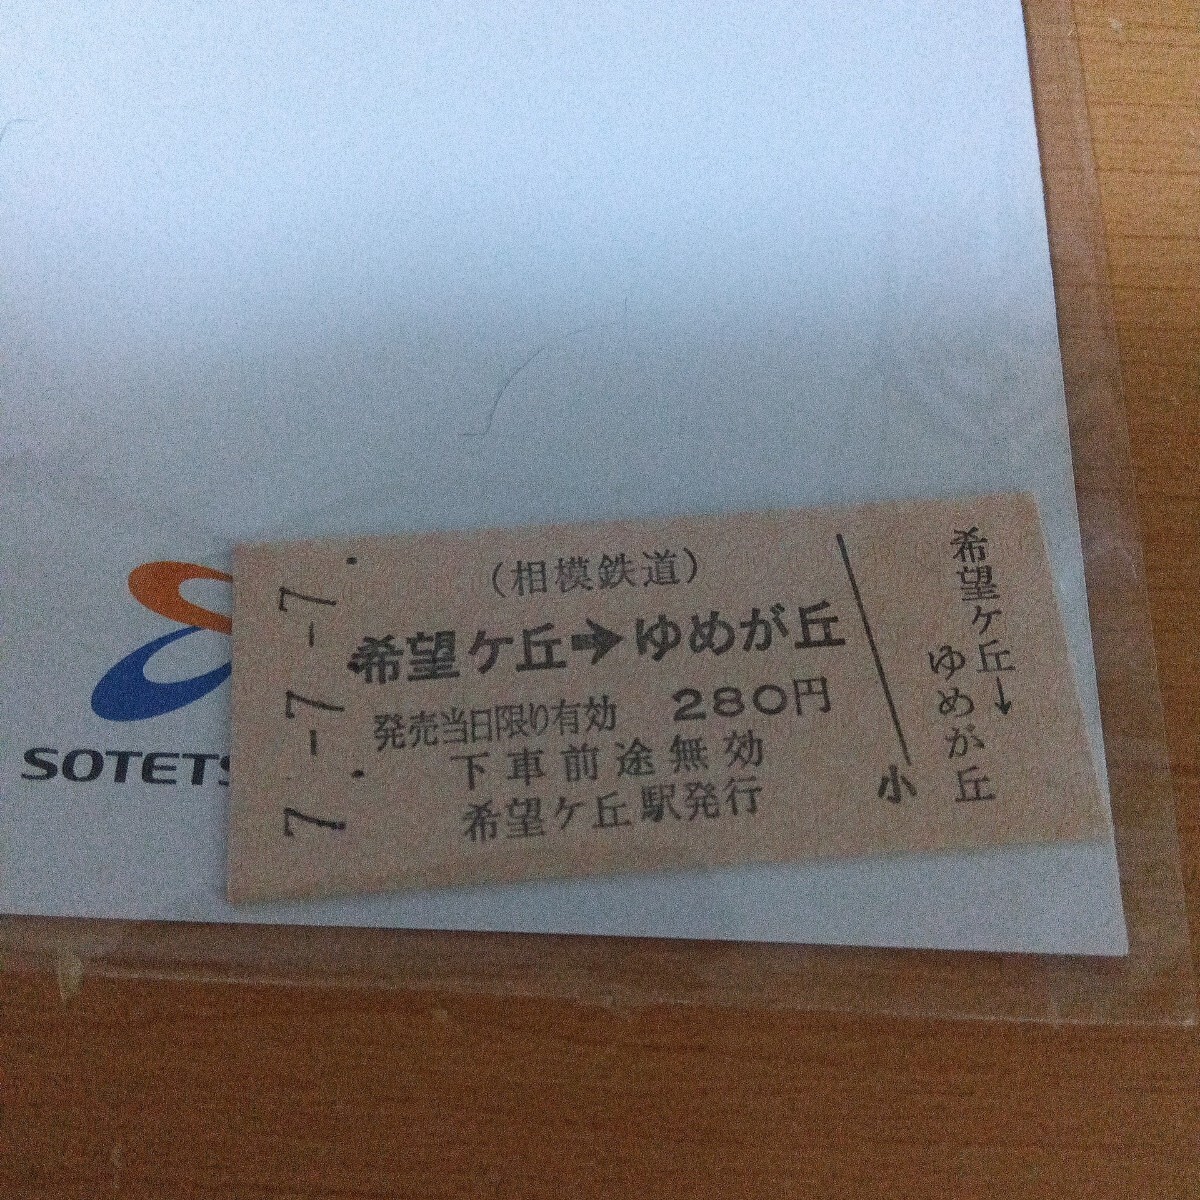 SOTETS
7.-7.-7
(相模鉄道)
希望ケ丘➔ゆめが丘
発売当日限り有効 280円
下車前途無効
希望ケ丘駅発行
希望ケ丘→
ゆめが丘
小